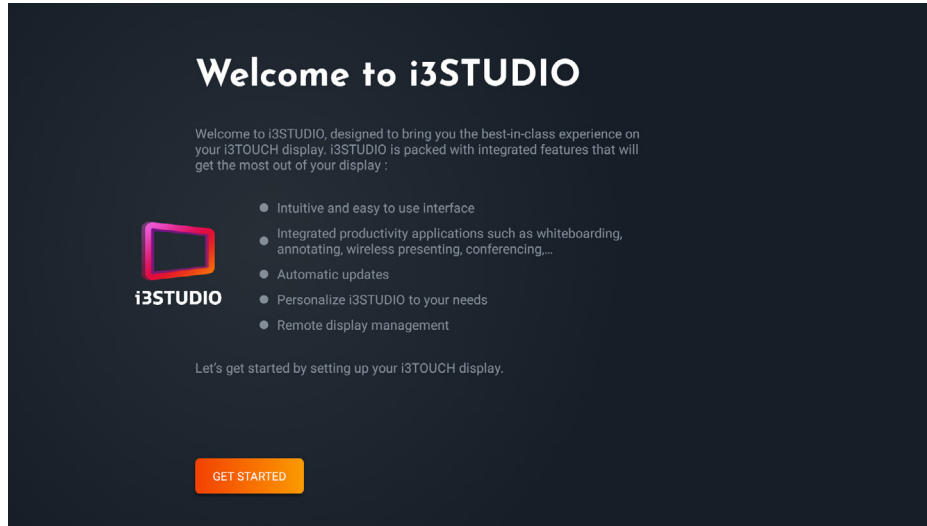 Welcome to i3STUDIO
Welcome to i3STUDIO, designed to bring you the best-in-class experience on
your i3TOUCH display. i3STUDIO is packed with integrated features that will
get the most out of your display :
Intuitive and easy to use interface
Integrated productivity applications such as whiteboarding,
annotating, wireless presenting, conferencing,...
Automatic updates
i3STUDIO
Personalize i3STUDIO to your needs
Remote display management
Let's get started by setting up your i3TOUCH display.
GET STARTED